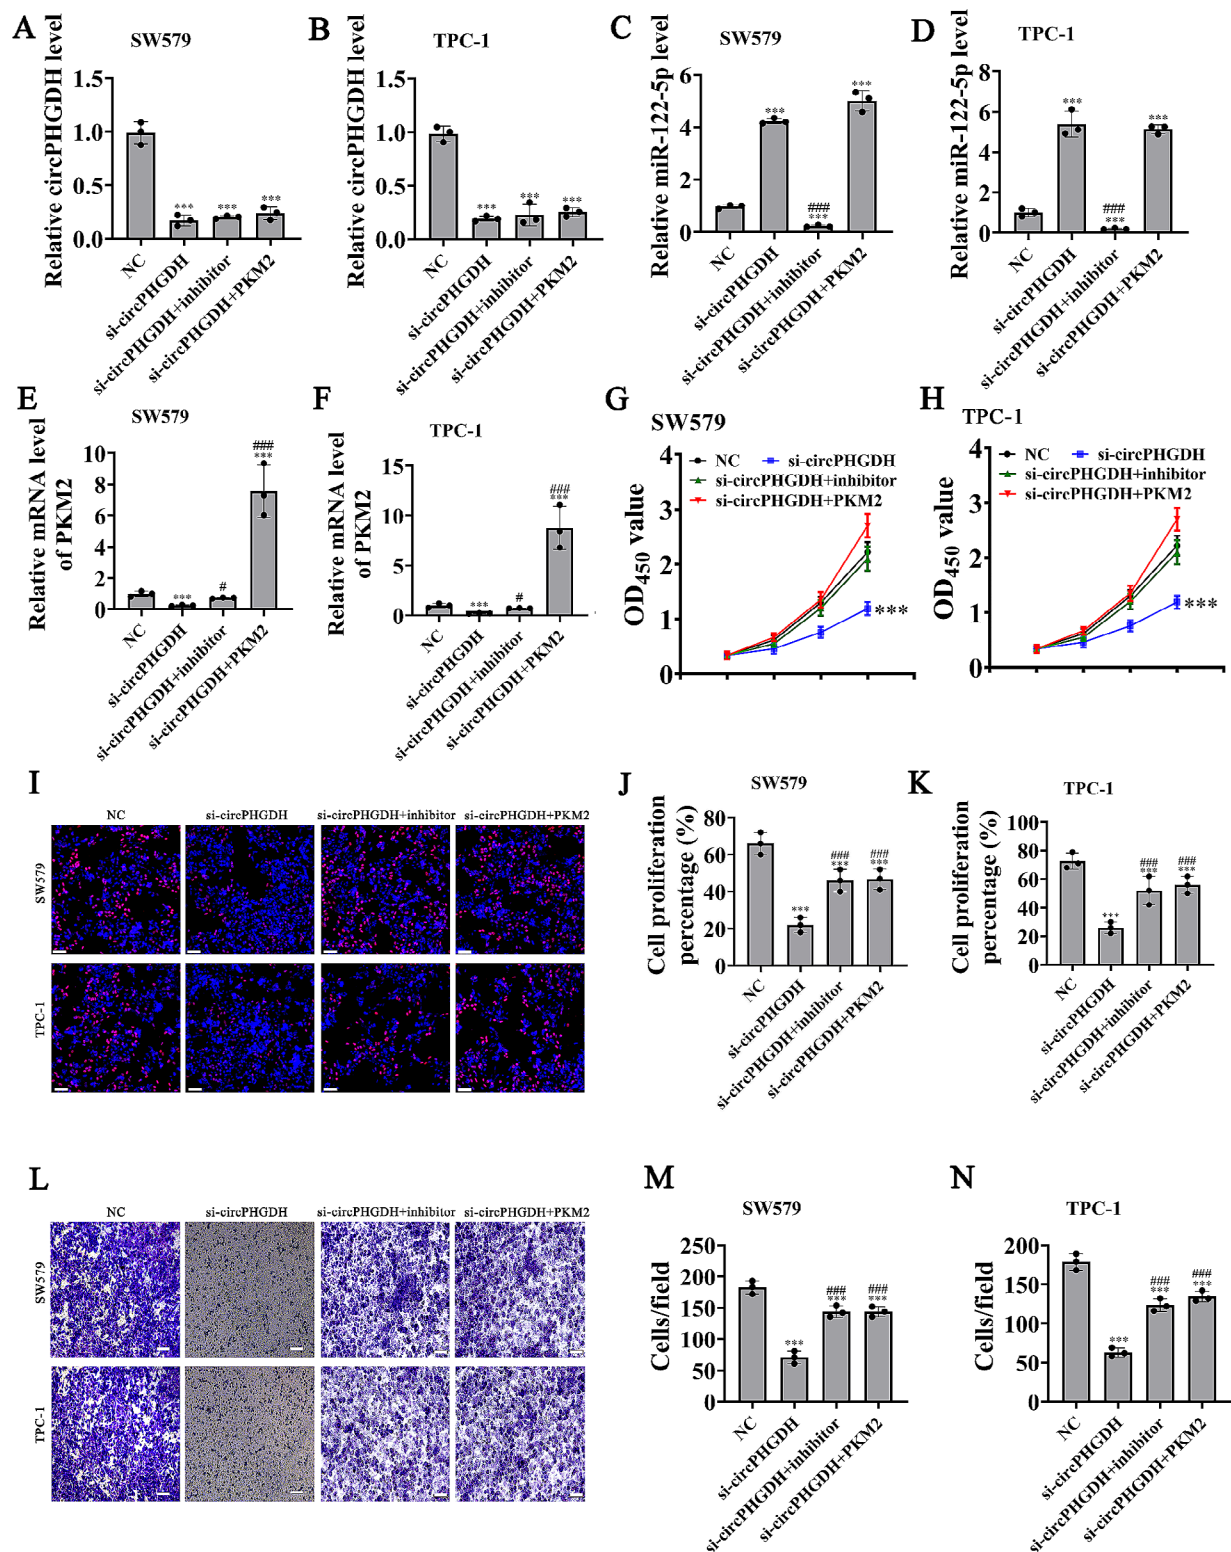 A
SW579
Relative circPHGDH level
1.5
1.0
0.5
0.0
***
***
***
NC
si-circPHGDH
si-circPHGDH+inhibitor
si-circPHGDH+PKM2
B
TPC-1
Relative circPHGDH level
1.5
1.0
0.5
0.0
***
***
***
NC
si-circPHGDH
si-circPHGDH+inhibitor
si-circPHGDH+PKM2
C
SW579
Relative miR-122-5p level
6
4
2
0
***
###
***
***
NC
si-circPHGDH
si-circPHGDH+inhibitor
si-circPHGDH+PKM2
D
TPC-1
Relative miR-122-5p level
8
6
4
2
0
***
###
***
***
NC
si-circPHGDH
si-circPHGDH+inhibitor
si-circPHGDH+PKM2
E
SW579
Relative mRNA level
of PKM2
10
8
6
4
2
0
***
#
###
***
NC
si-circPHGDH
si-circPHGDH+inhibitor
si-circPHGDH+PKM2
F
TPC-1
Relative mRNA level
of PKM2
15
10
5
0
***
#
###
***
NC
si-circPHGDH
si-circPHGDH+inhibitor
si-circPHGDH+PKM2
G
SW579
OD450 value
4
3
2
1
0
NC si-circPHGDH
si-circPHGDH+inhibitor
si-circPHGDH+PKM2
***
H
TPC-1
OD450 value
4
3
2
1
0
NC si-circPHGDH
si-circPHGDH+inhibitor
si-circPHGDH+PKM2
***
I
NC si-circPHGDH si-circPHGDH+inhibitor si-circPHGDH+PKM2
SW579
TPC-1
J
SW579
Cell proliferation
percentage (%)
80
60
40
20
0
***
###
***
###
***
NC
si-circPHGDH
si-circPHGDH+inhibitor
si-circPHGDH+PKM2
K
TPC-1
Cell proliferation
percentage (%)
100
80
60
40
20
0
***
###
***
###
***
NC
si-circPHGDH
si-circPHGDH+inhibitor
si-circPHGDH+PKM2
L
NC si-circPHGDH si-circPHGDH+inhibitor si-circPHGDH+PKM2
SW579
TPC-1
M
SW579
Cells/field
250
200
150
100
50
0
***
###
***
###
***
NC
si-circPHGDH
si-circPHGDH+inhibitor
si-circPHGDH+PKM2
N
TPC-1
Cells/field
200
150
100
50
0
***
###
***
###
***
NC
si-circPHGDH
si-circPHGDH+inhibitor
si-circPHGDH+PKM2